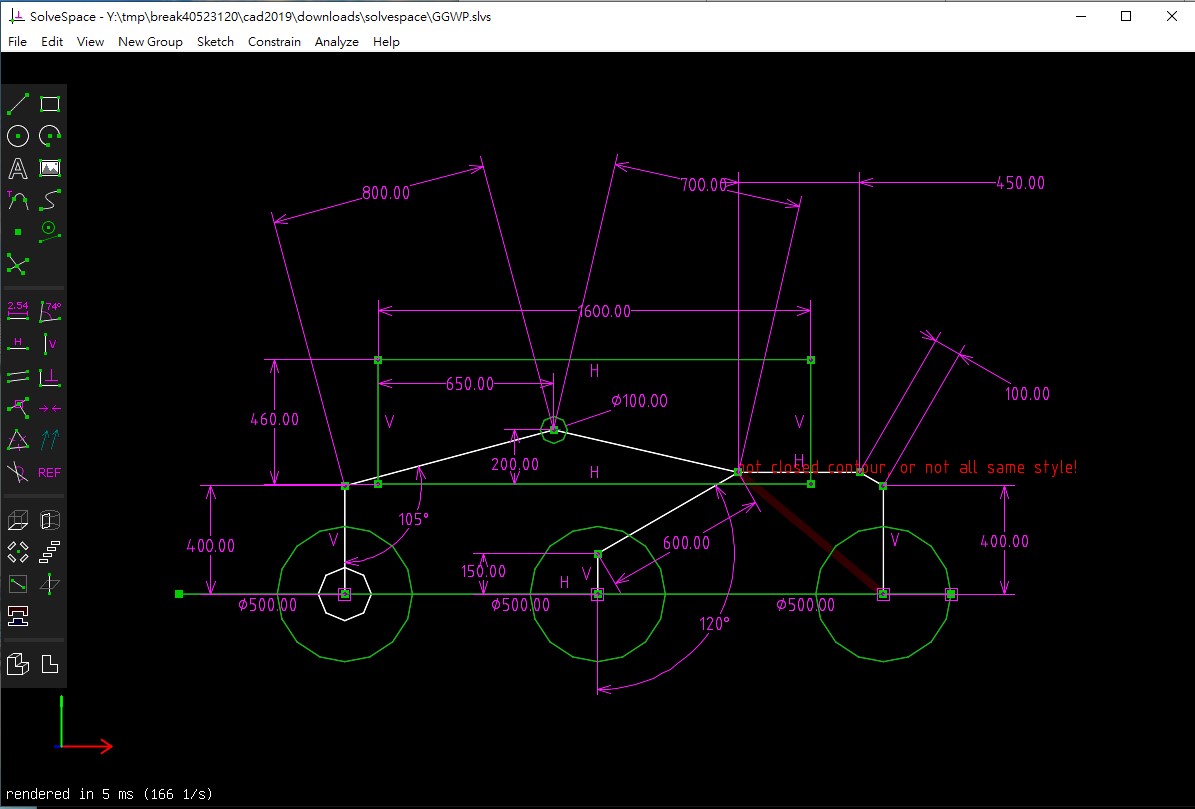 SolveSpace - Y:\tmp\break40523120\cad2019\downloads\solvespace\GGWP.slvs
File Edit View New Group Sketch Constrain Analyze Help
A
T
2.54 74°
H V
REF
800.00
700.00
450.00
1600.00
650.00
H
ø100.00
100.00
460.00
V
V
200.00
H
H
not closed contour, or not all same style!
105°
400.00
V
600.00
V
400.00
150.00
H
V
ø500.00
ø500.00
ø500.00
120°
rendered in 5 ms (166 1/s)